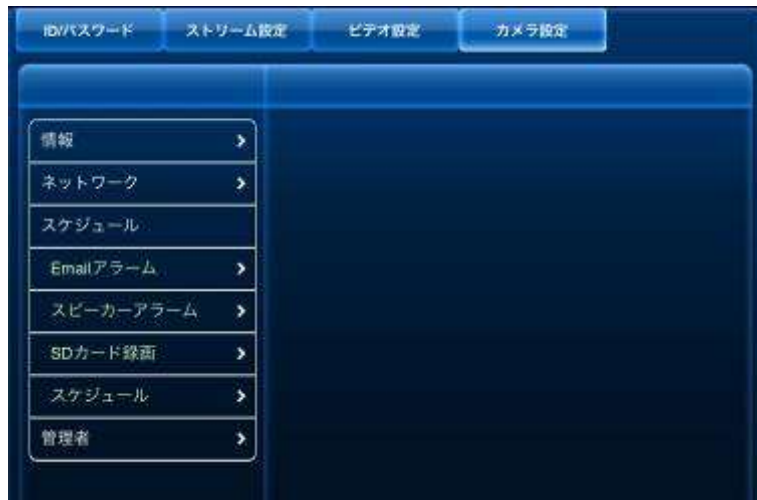 ID/パスワード
ストリーム設定
ビデオ設定
カメラ設定
情報
ネットワーク
スケジュール
Emailアラーム
スピーカーアラーム
SDカード録画
スケジュール
管理者